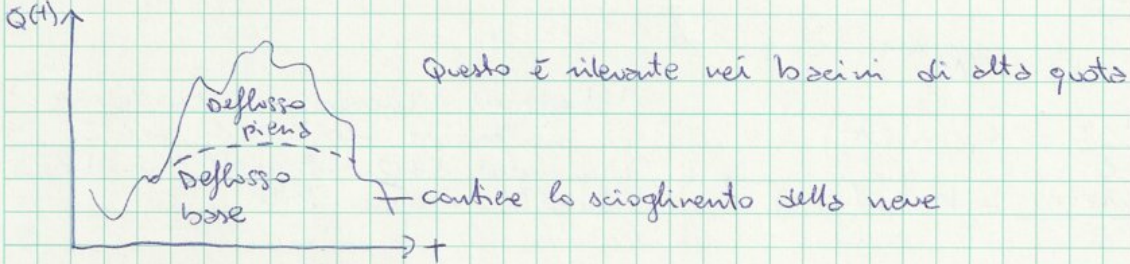 Q(t)
Questo è rilevante nei bacini di alta quota
Deflusso
piena
Deflusso
base
contiene lo scioglimento della neve
t